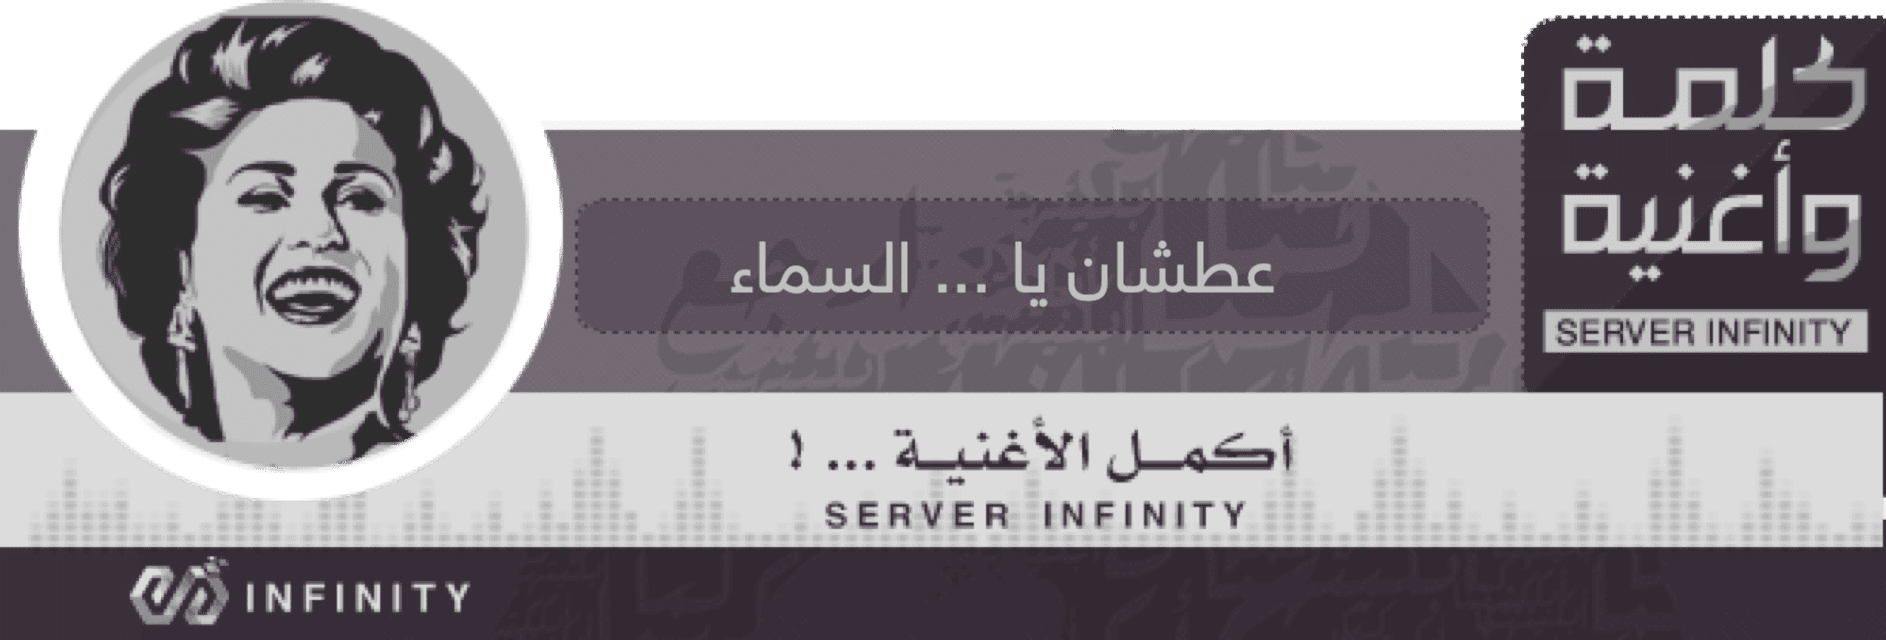 كلمة
وأغنية
SERVER INFINITY
عطشان يا ... السماء
أكمل الأغنية ... !
SERVER INFINITY
INFINITY